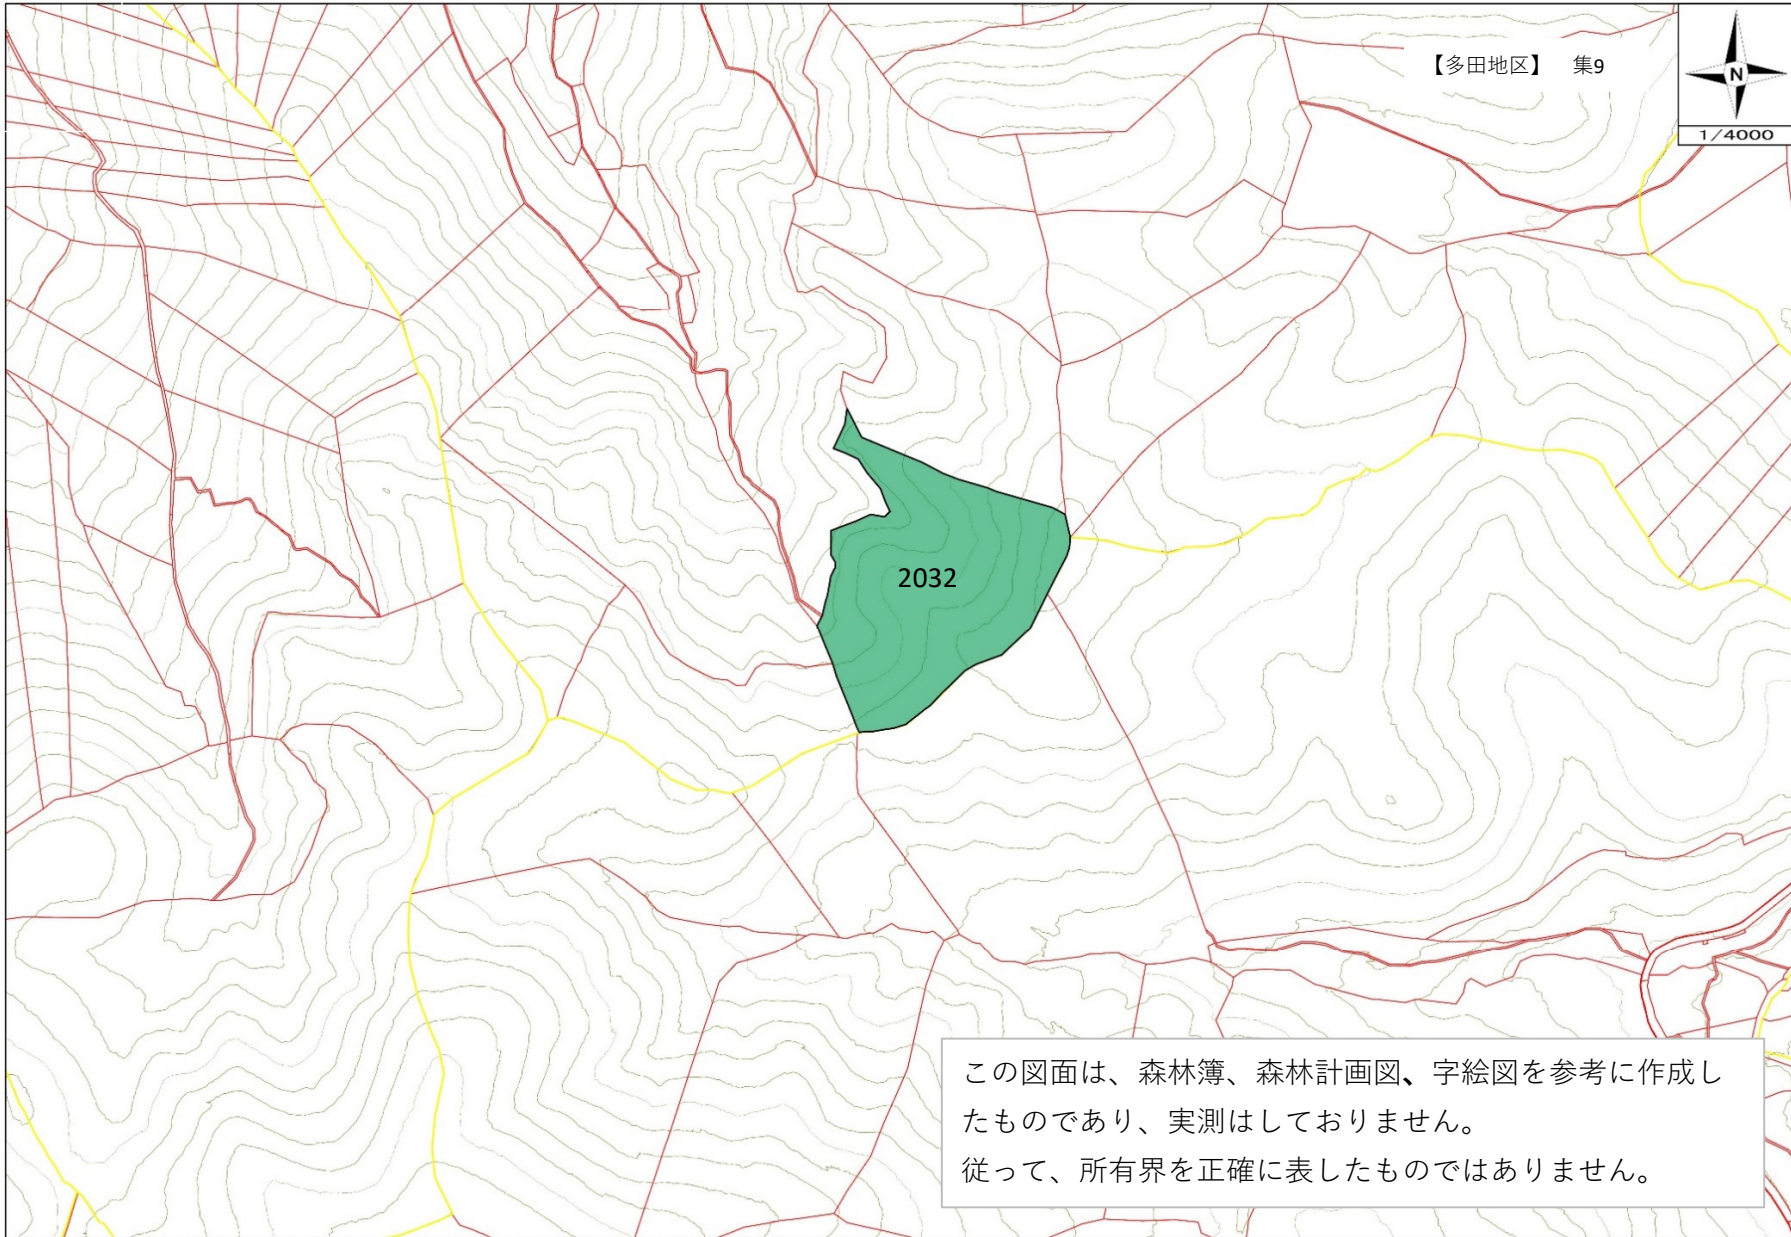 【多田地区】　集9
N
1/4000
2032
この図面は、森林簿、森林計画図、字絵図を参考に作成し
たものであり、実測はしておりません。
従って、所有界を正確に表したものではありません。